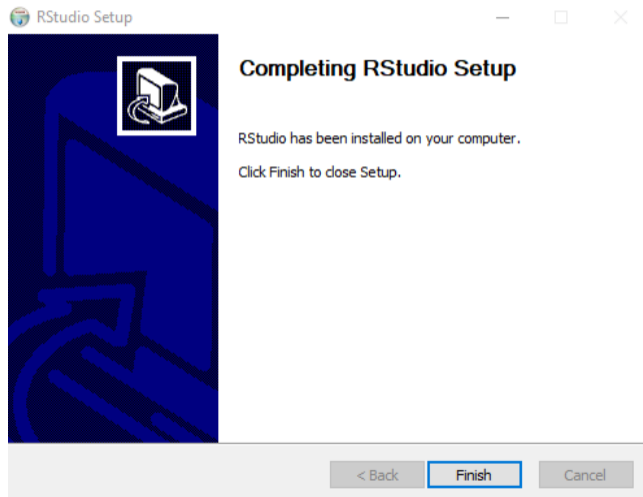 RStudio Setup
Completing RStudio Setup
RStudio has been installed on your computer.
Click Finish to close Setup.
< Back
Finish
Cancel